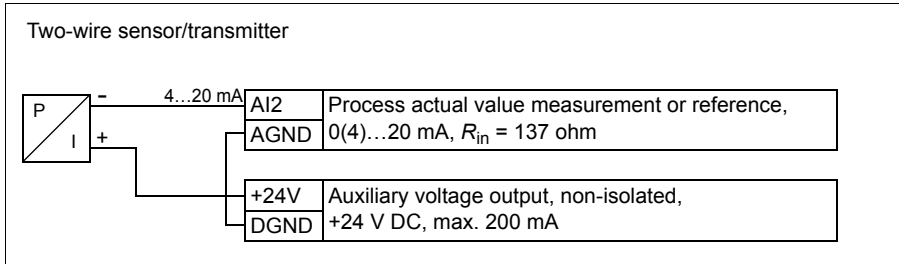 Two-wire sensor/transmitter
P
I
-
+
4…20 mA
AI2
Process actual value measurement or reference,
AGND
0(4)…20 mA, Rin = 137 ohm
+24V
Auxiliary voltage output, non-isolated,
DGND
+24 V DC, max. 200 mA